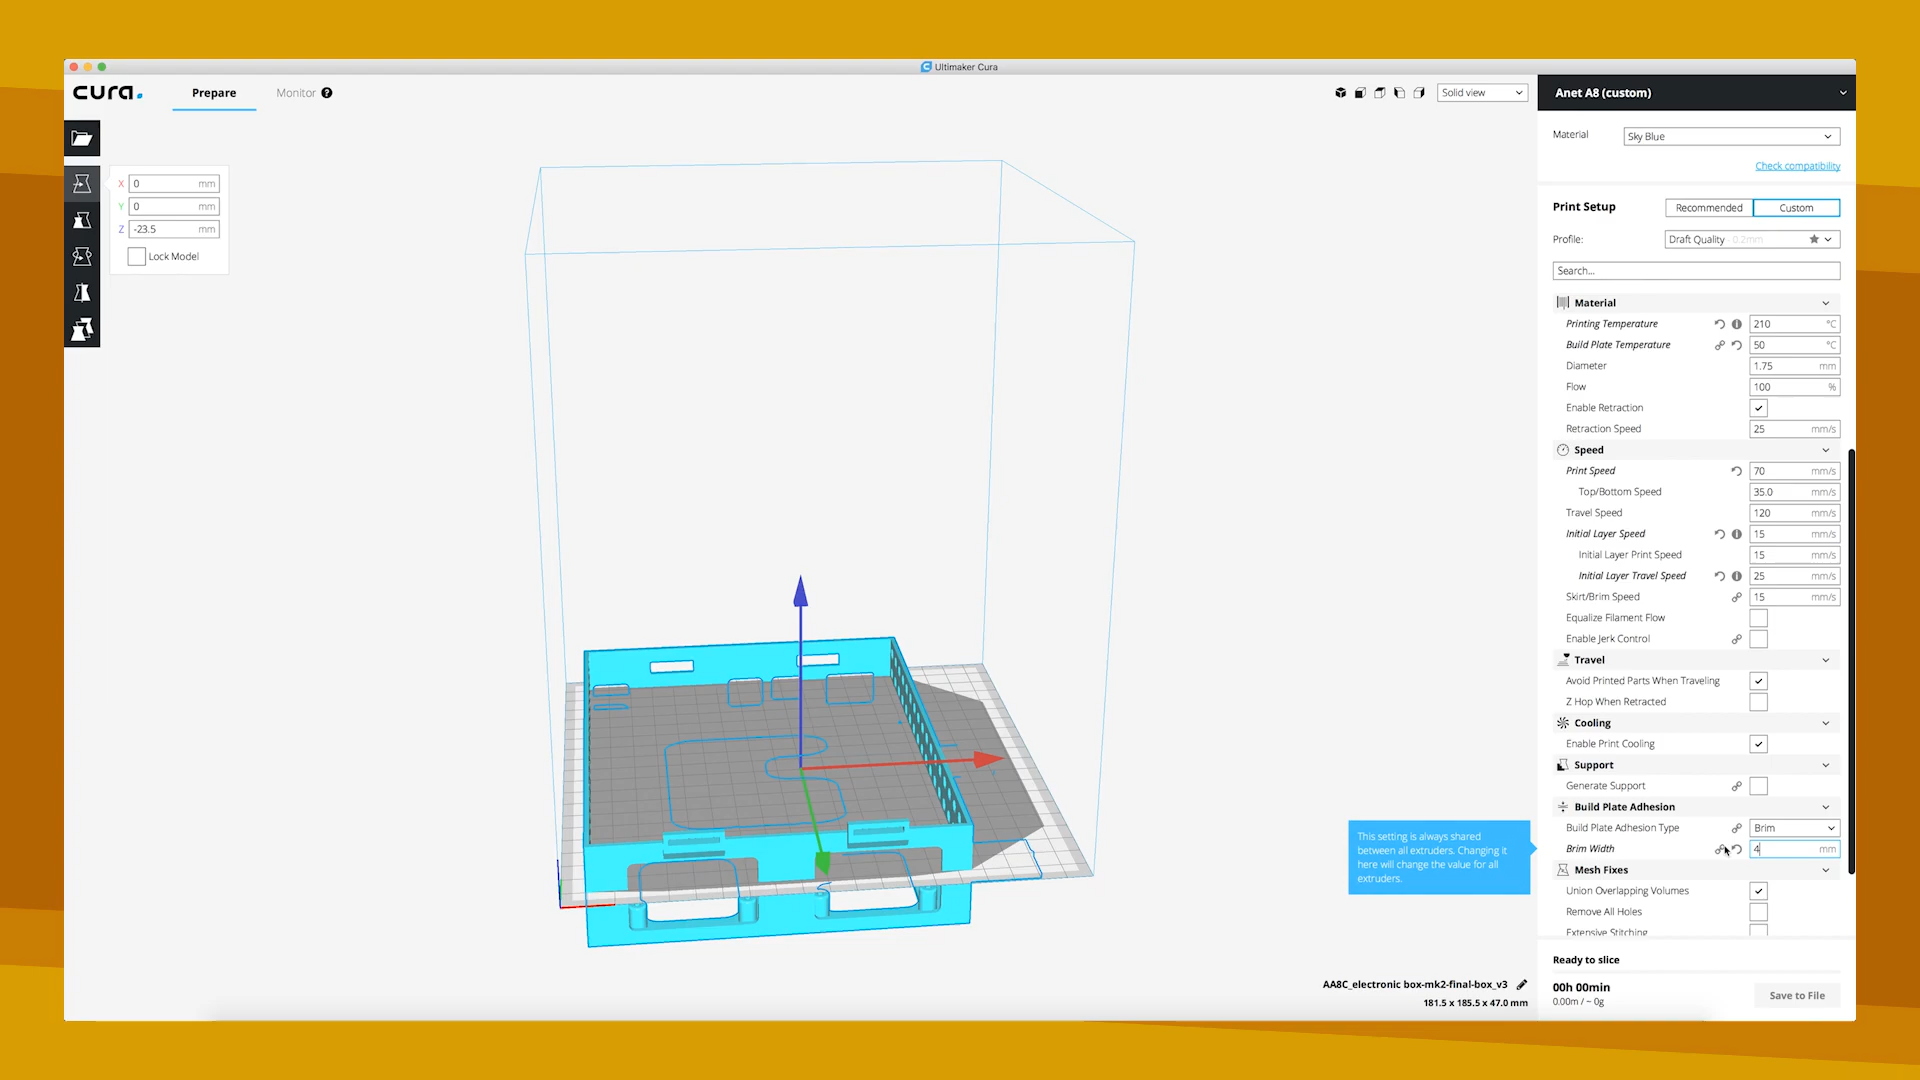 Ultimaker Cura
cura.
Prepare
Monitor
Solid view
Anet A8 (custom)
Material
Sky Blue
Check compatibility
X 0 mm
Y 0 mm
Z -23.5 mm
Lock Model
Print Setup
Recommended
Custom
Profile:
Draft Quality - 0.2mm
Search...
Material
Printing Temperature 210 °C
Build Plate Temperature 50 °C
Diameter 1.75 mm
Flow 100 %
Enable Retraction
Retraction Speed 25 mm/s
Speed
Print Speed 70 mm/s
Top/Bottom Speed 35.0 mm/s
Travel Speed 120 mm/s
Initial Layer Speed 15 mm/s
Initial Layer Print Speed 15 mm/s
Initial Layer Travel Speed 25 mm/s
Skirt/Brim Speed 15 mm/s
Equalize Filament Flow
Enable Jerk Control
Travel
Avoid Printed Parts When Traveling
Z Hop When Retracted
Cooling
Enable Print Cooling
Support
Generate Support
Build Plate Adhesion
Build Plate Adhesion Type Brim
Brim Width 4 mm
This setting is always shared
between all extruders. Changing it
here will change the value for all
extruders.
Mesh Fixes
Union Overlapping Volumes
Remove All Holes
Extensive Stitching
Ready to slice
00h 00min
0.00m / ~ 0g
Save to File
AA8C_electronic box-mk2-final-box_v3
181.5 x 185.5 x 47.0 mm